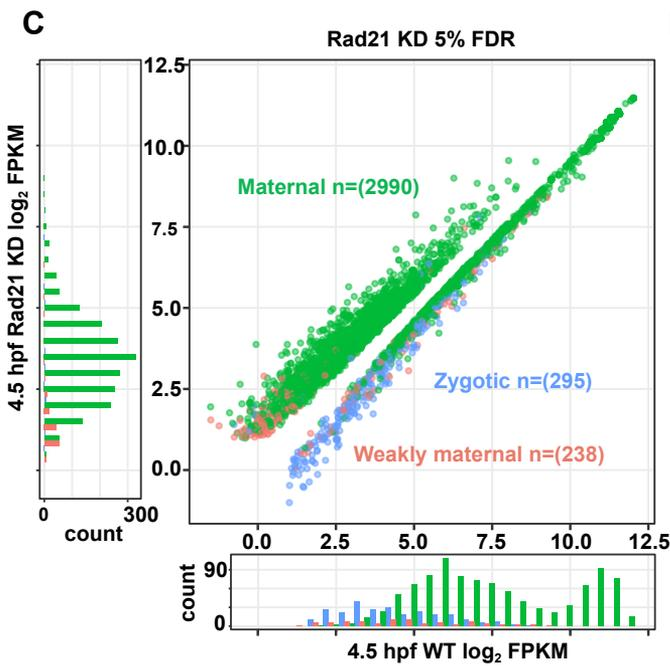 C
Rad21 KD 5% FDR
12.5
10.0
7.5
5.0
2.5
0.0
4.5 hpf Rad21 KD log₂ FPKM
Maternal n=(2990)
Zygotic n=(295)
Weakly maternal n=(238)
0 300
count
0.0 2.5 5.0 7.5 10.0 12.5
90
0
count
4.5 hpf WT log₂ FPKM